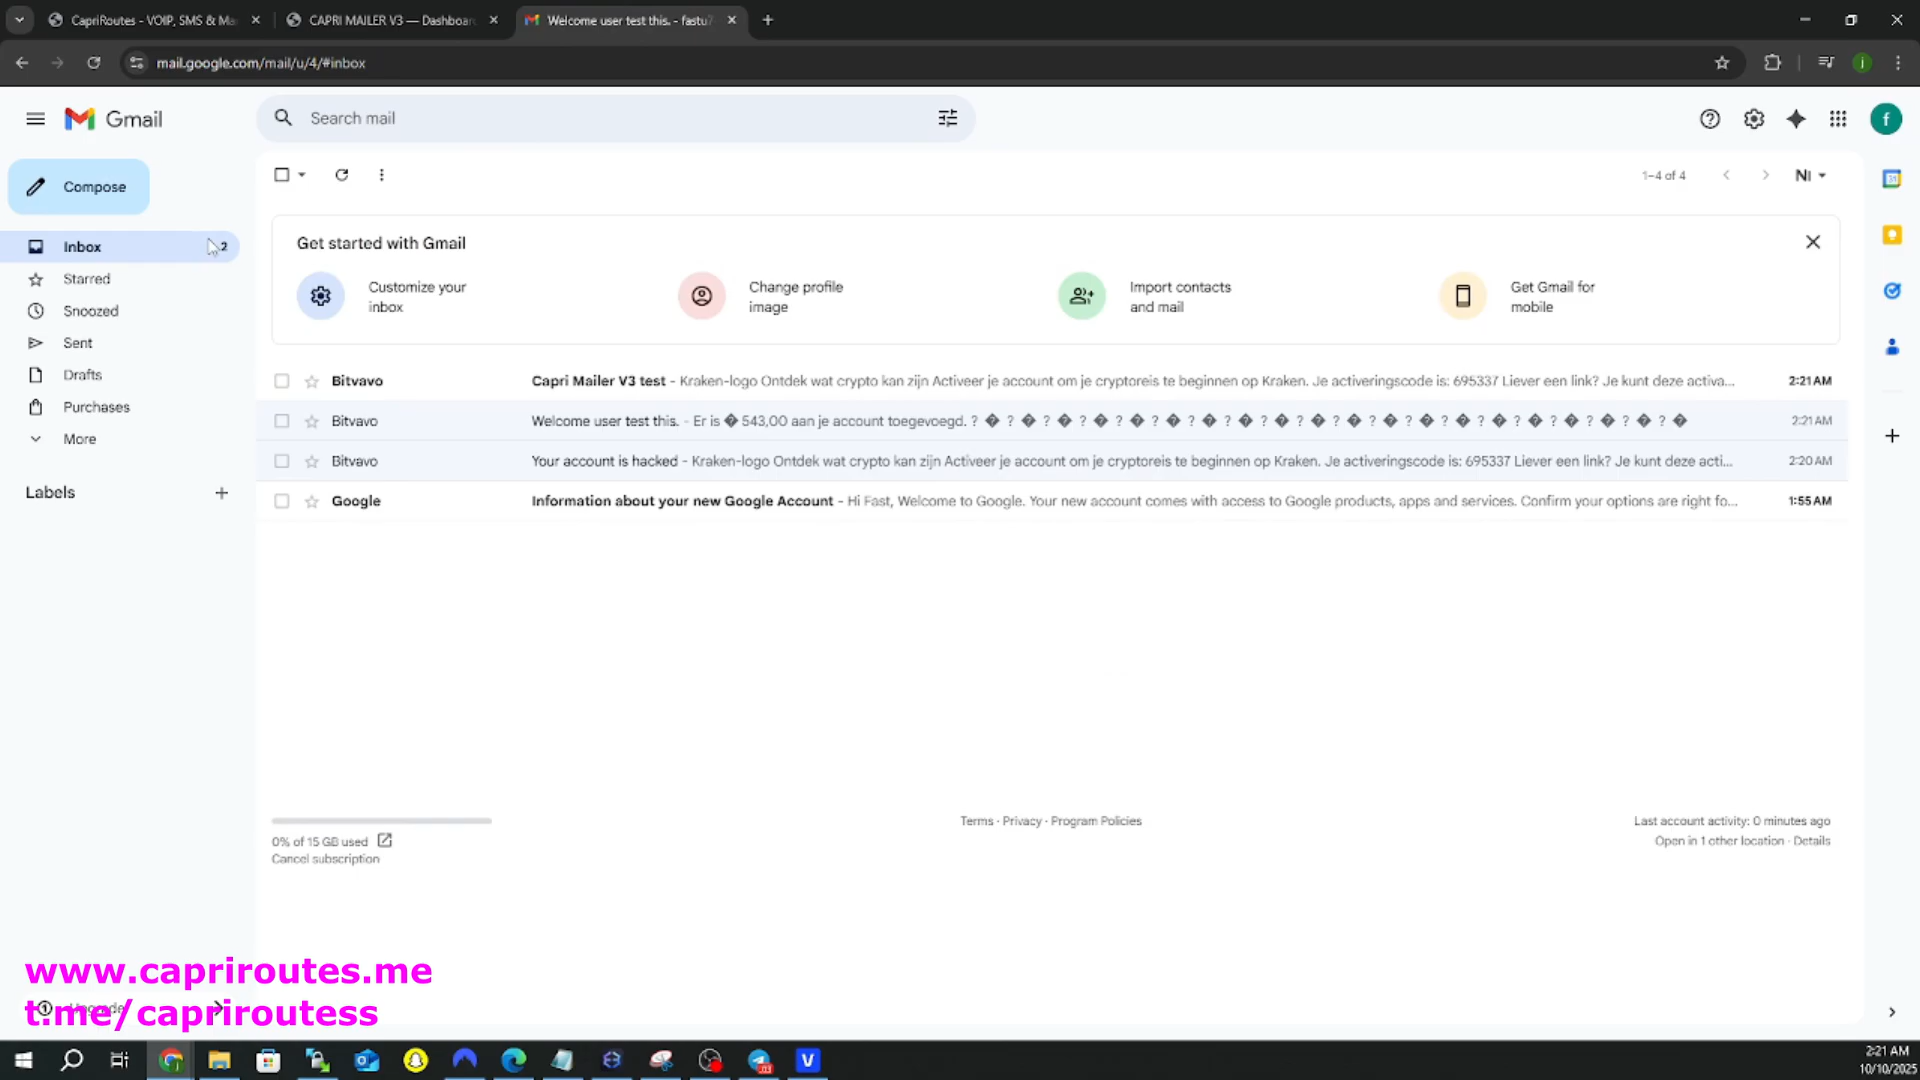 CapriRoutes - VOIP, SMS & Ma
CAPRI MAILER V3 — Dashboar
Welcome user test this. - fastu7
mail.google.com/mail/u/4/#inbox
j
Gmail
Search mail
f
Compose
1–4 of 4
Inbox 2
Starred
Snoozed
Sent
Drafts
Purchases
More
Labels
Get started with Gmail
Customize your
inbox
Change profile
image
Import contacts
and mail
Get Gmail for
mobile
Bitvavo Capri Mailer V3 test - Kraken-logo Ontdek wat crypto kan zijn Activeer je account om je cryptoreis te beginnen op Kraken. Je activeringscode is: 695337 Liever een link? Je kunt deze activa... 2:21 AM
Bitvavo Welcome user test this. - Er is � 543,00 aan je account toegevoegd. ? � ? � ? � ? � ? � ? � ? � ? � ? � ? � ? � ? � ? � ? � ? � ? � ? � ? � ? � ? � 2:21 AM
Bitvavo Your account is hacked - Kraken-logo Ontdek wat crypto kan zijn Activeer je account om je cryptoreis te beginnen op Kraken. Je activeringscode is: 695337 Liever een link? Je kunt deze acti... 2:20 AM
Google Information about your new Google Account - Hi Fast, Welcome to Google. Your new account comes with access to Google products, apps and services. Confirm your options are right fo... 1:55 AM
0% of 15 GB used
Cancel subscription
Terms · Privacy · Program Policies
Last account activity: 0 minutes ago
Open in 1 other location · Details
www.capriroutes.me
Upgrade
t.me/capriroutess
2:21 AM
10/10/2025